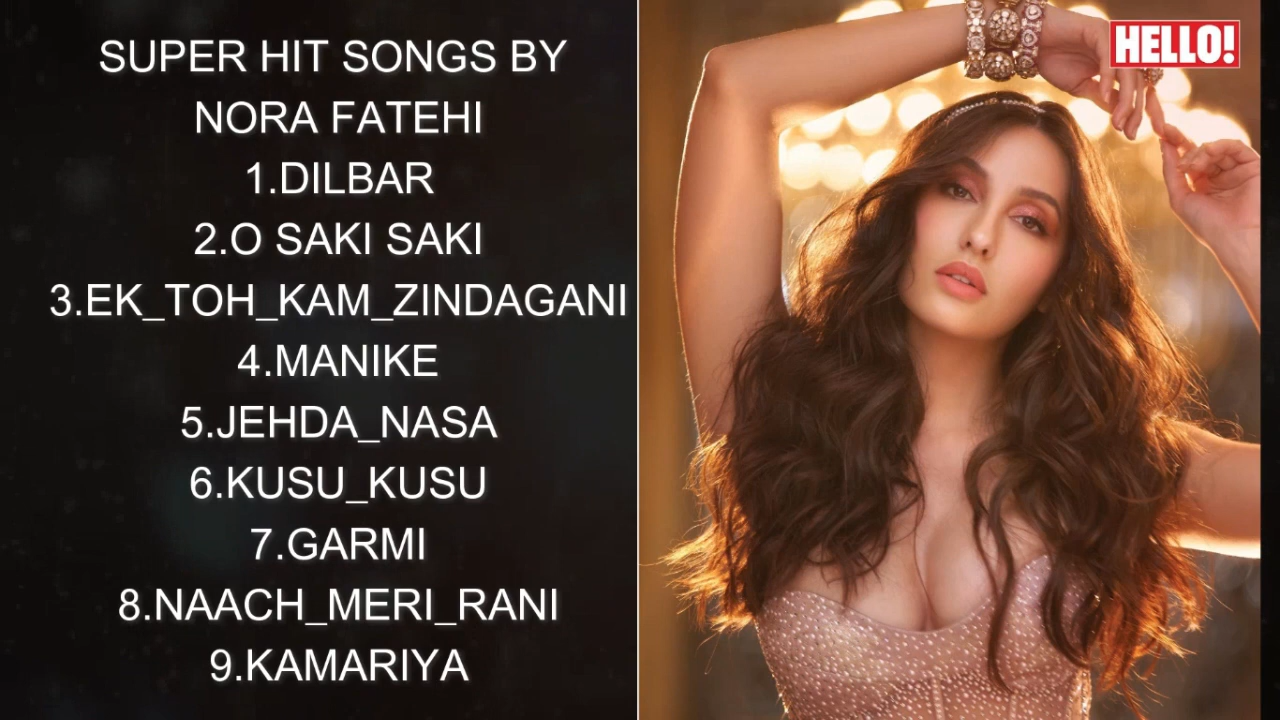 SUPER HIT SONGS BY
NORA FATEHI
1.DILBAR
2.O SAKI SAKI
3.EK_TOH_KAM_ZINDAGANI
4.MANIKE
5.JEHDA_NASA
6.KUSU_KUSU
7.GARMI
8.NAACH_MERI_RANI
9.KAMARIYA
HELLO!